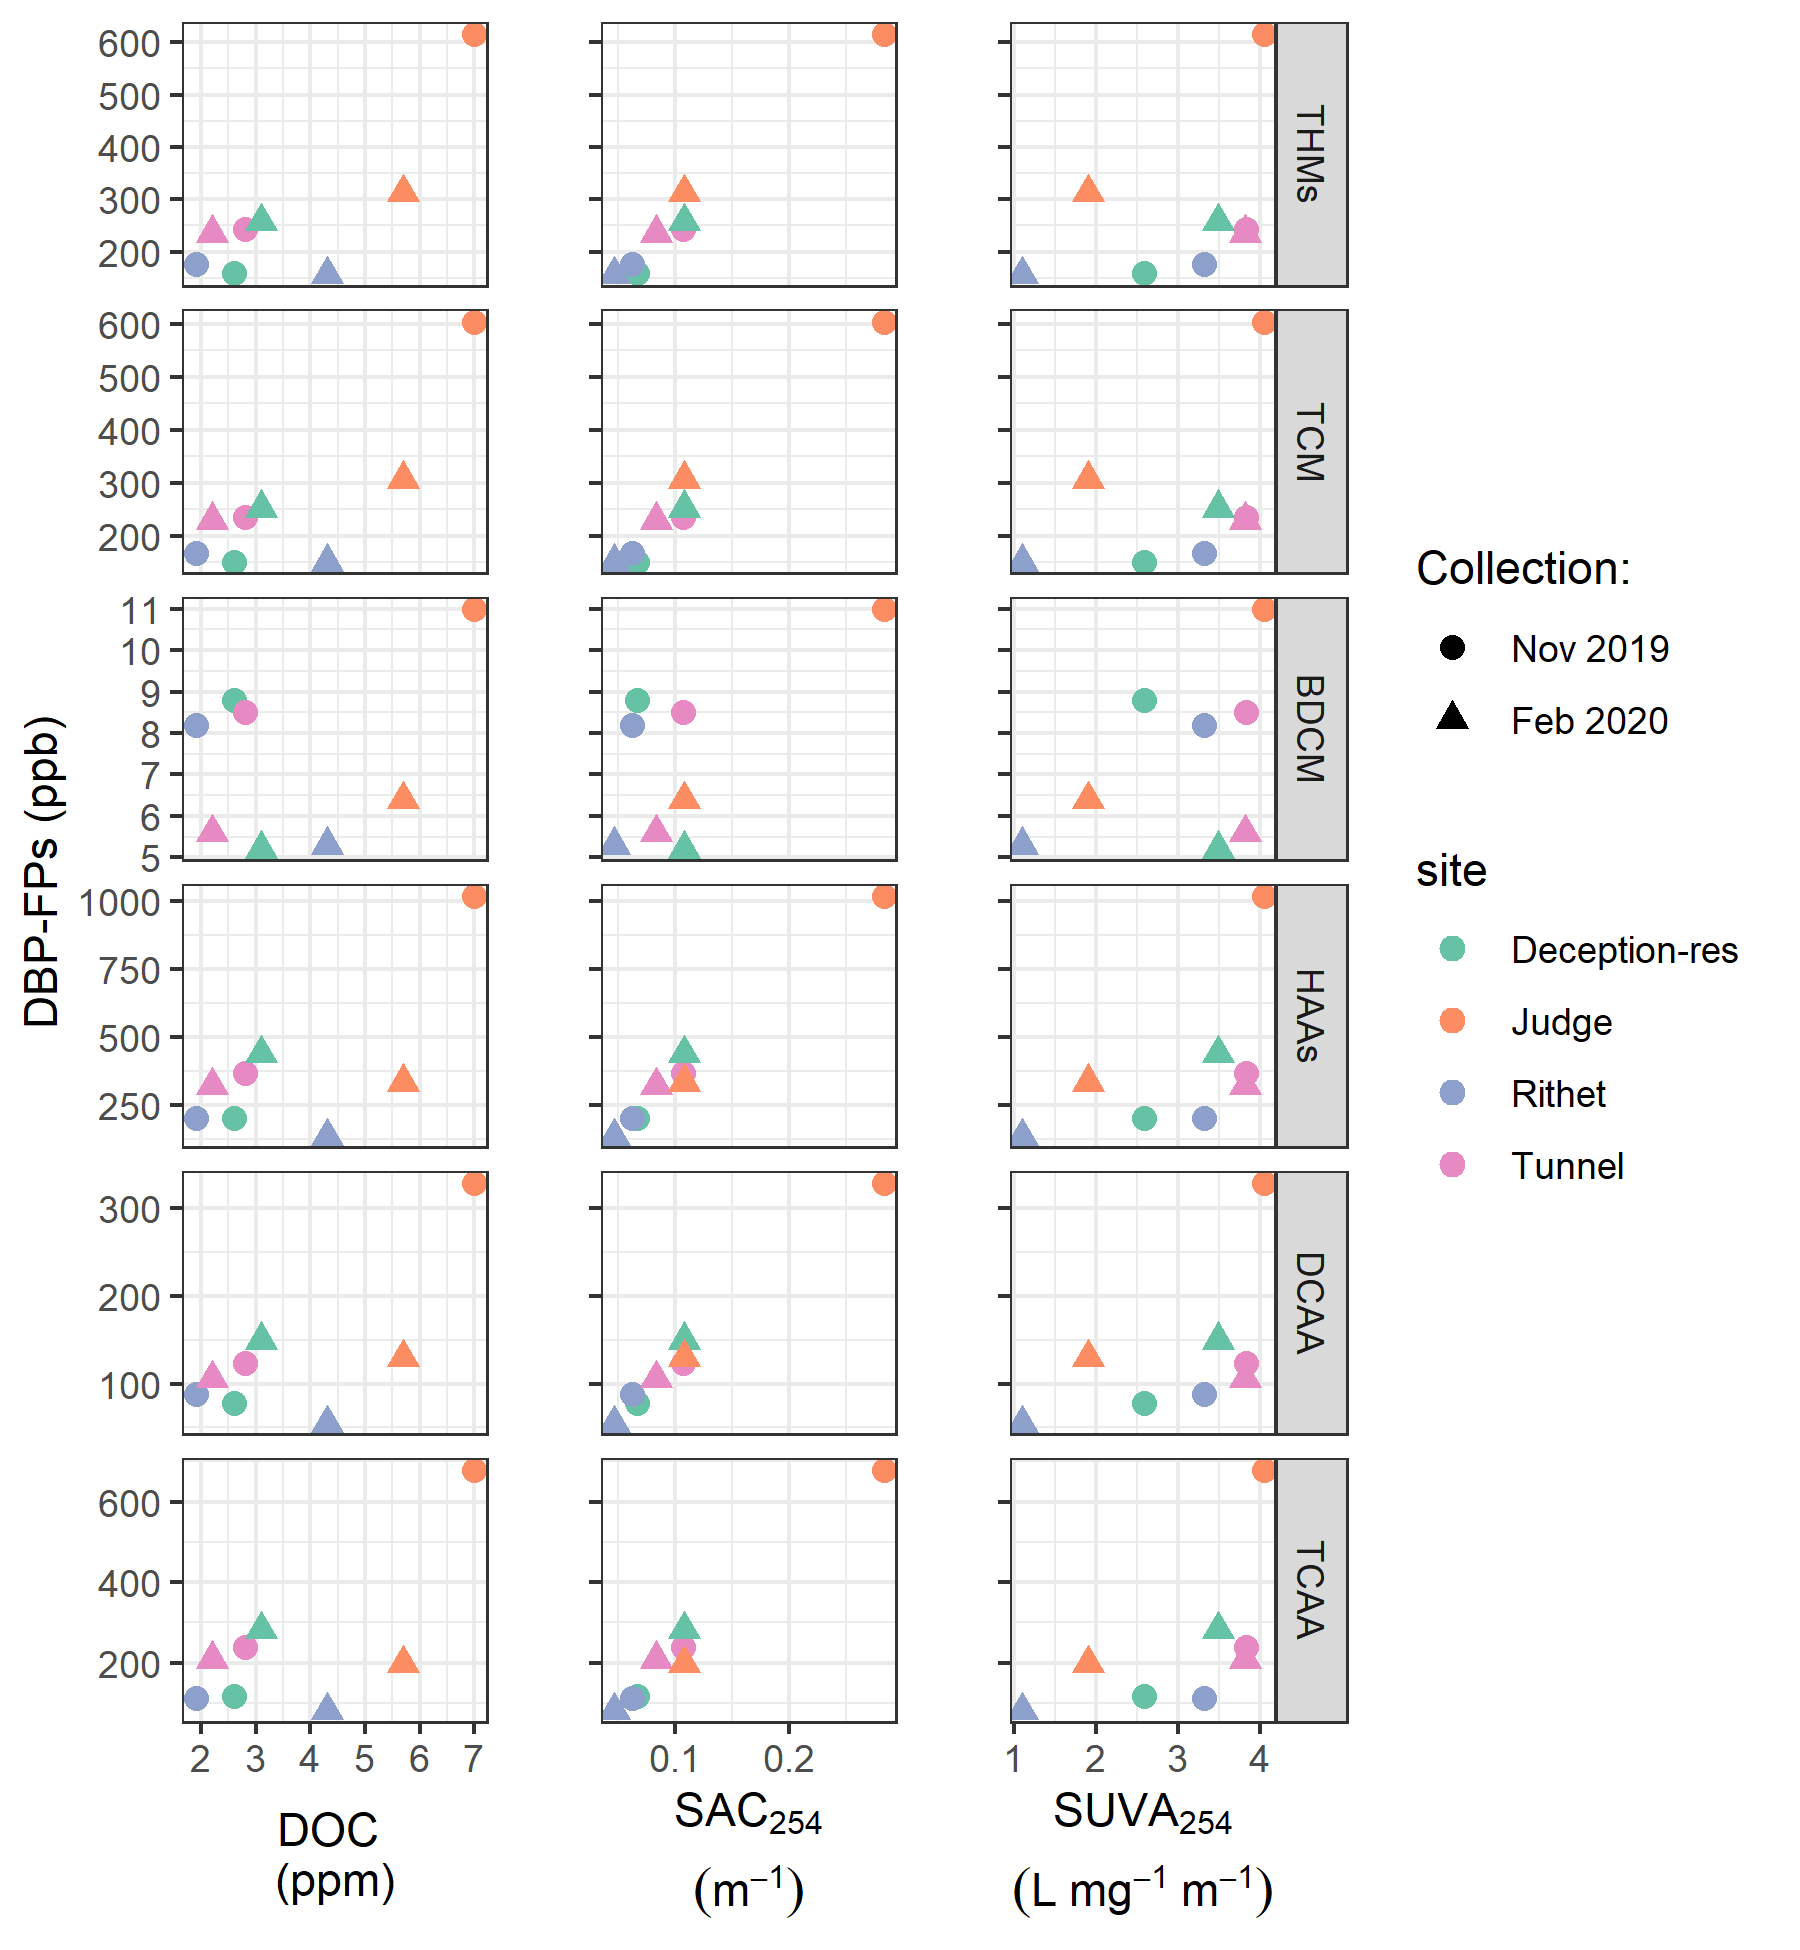 600
500
400
300
200
THMs
600
500
400
300
200
TCM
11
10
9
8
7
6
5
BDCM
1000
750
500
250
HAAs
300
200
100
DCAA
600
400
200
TCAA
DBP-FPs (ppb)
2 3 4 5 6 7
0.1 0.2
1 2 3 4
DOC
(ppm)
SAC₂₅₄
(m⁻¹)
SUVA₂₅₄
(L mg⁻¹ m⁻¹)
Collection:
Nov 2019
Feb 2020
site
Deception-res
Judge
Rithet
Tunnel